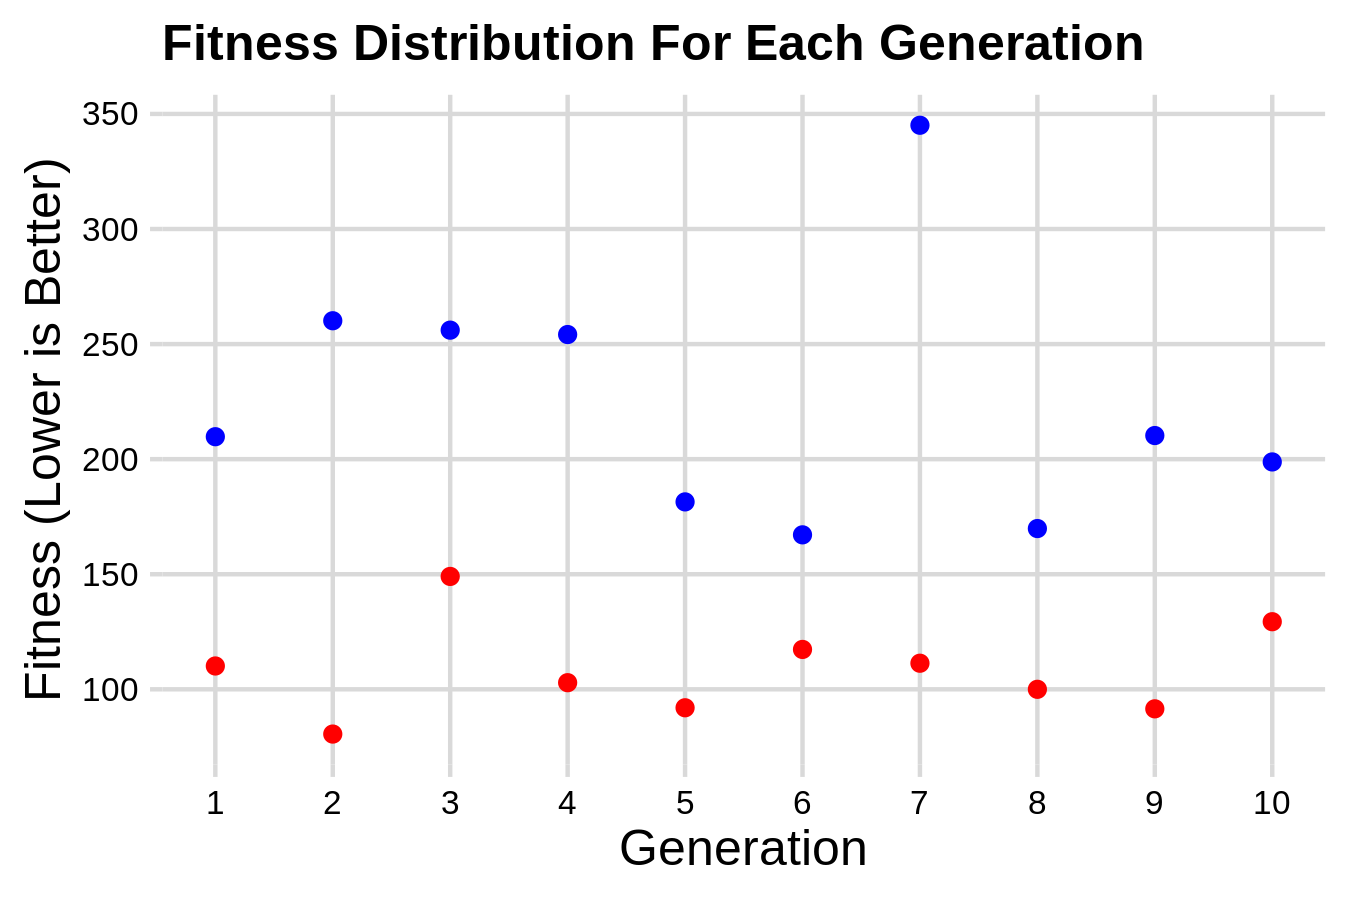 Fitness Distribution For Each Generation
Fitness (Lower is Better)
350
300
250
200
150
100
1 2 3 4 5 6 7 8 9 10
Generation